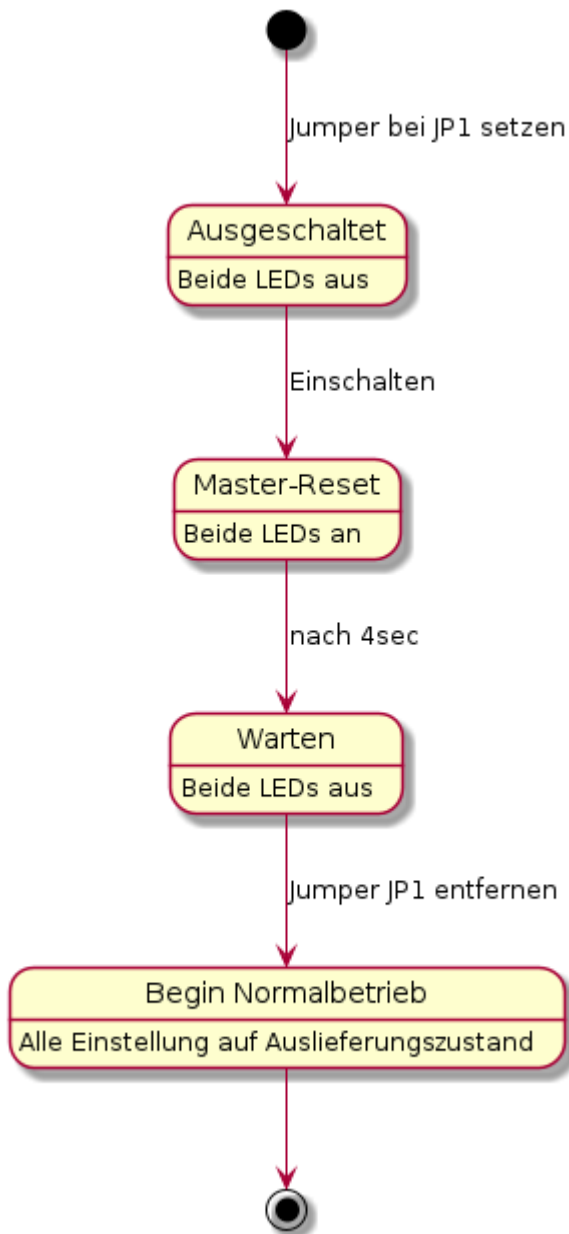 Jumper bei JP1 setzen
Ausgeschaltet
Beide LEDs aus
Einschalten
Master-Reset
Beide LEDs an
nach 4sec
Warten
Beide LEDs aus
Jumper JP1 entfernen
Begin Normalbetrieb
Alle Einstellung auf Auslieferungszustand